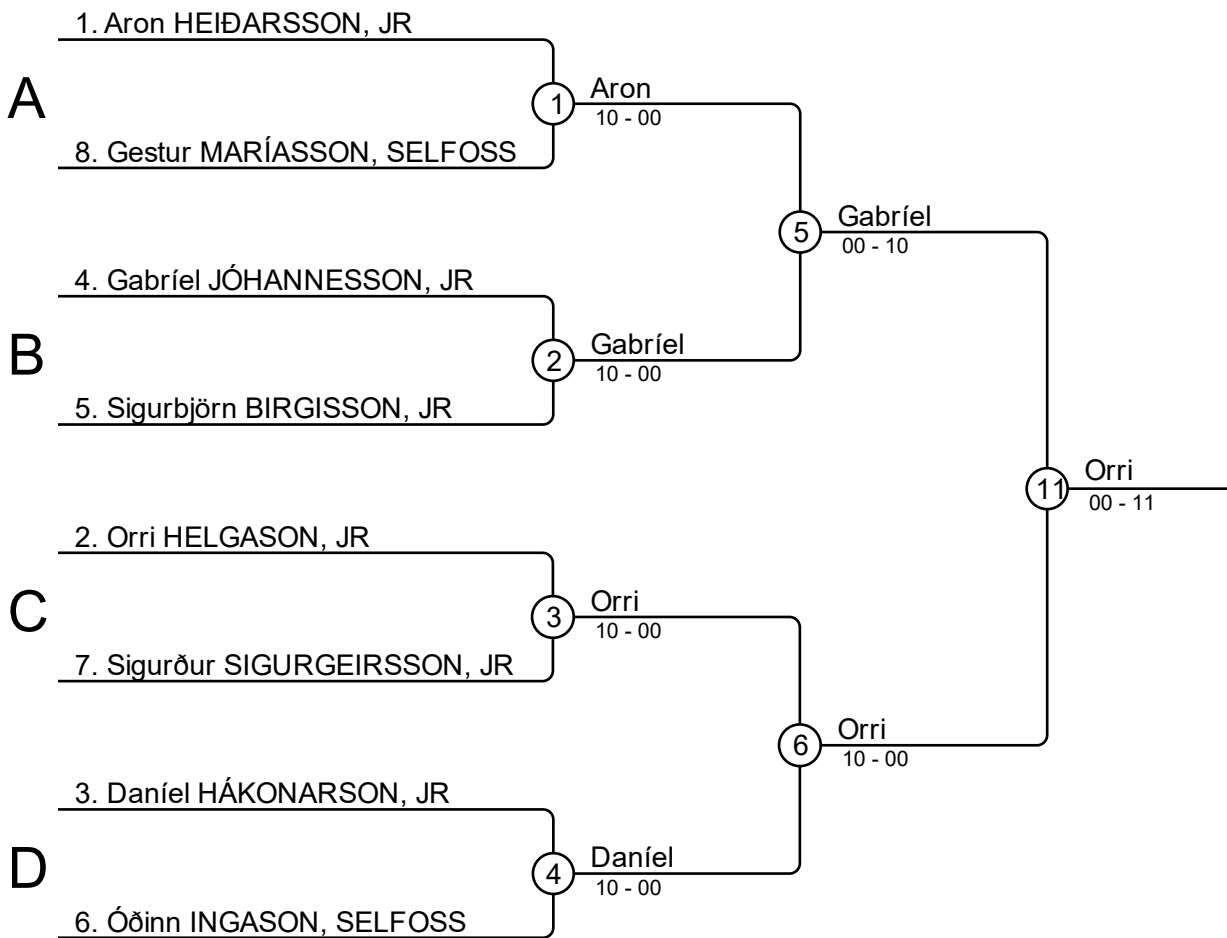 1. Aron HEIÐARSSON, JR
A
1
Aron
10 - 00
8. Gestur MARÍASSON, SELFOSS
5
Gabríel
00 - 10
4. Gabríel JÓHANNESSON, JR
B
2
Gabríel
10 - 00
5. Sigurbjörn BIRGISSON, JR
11
Orri
00 - 11
2. Orri HELGASON, JR
C
3
Orri
10 - 00
7. Sigurður SIGURGEIRSSON, JR
6
Orri
10 - 00
3. Daníel HÁKONARSON, JR
D
4
Daníel
10 - 00
6. Óðinn INGASON, SELFOSS